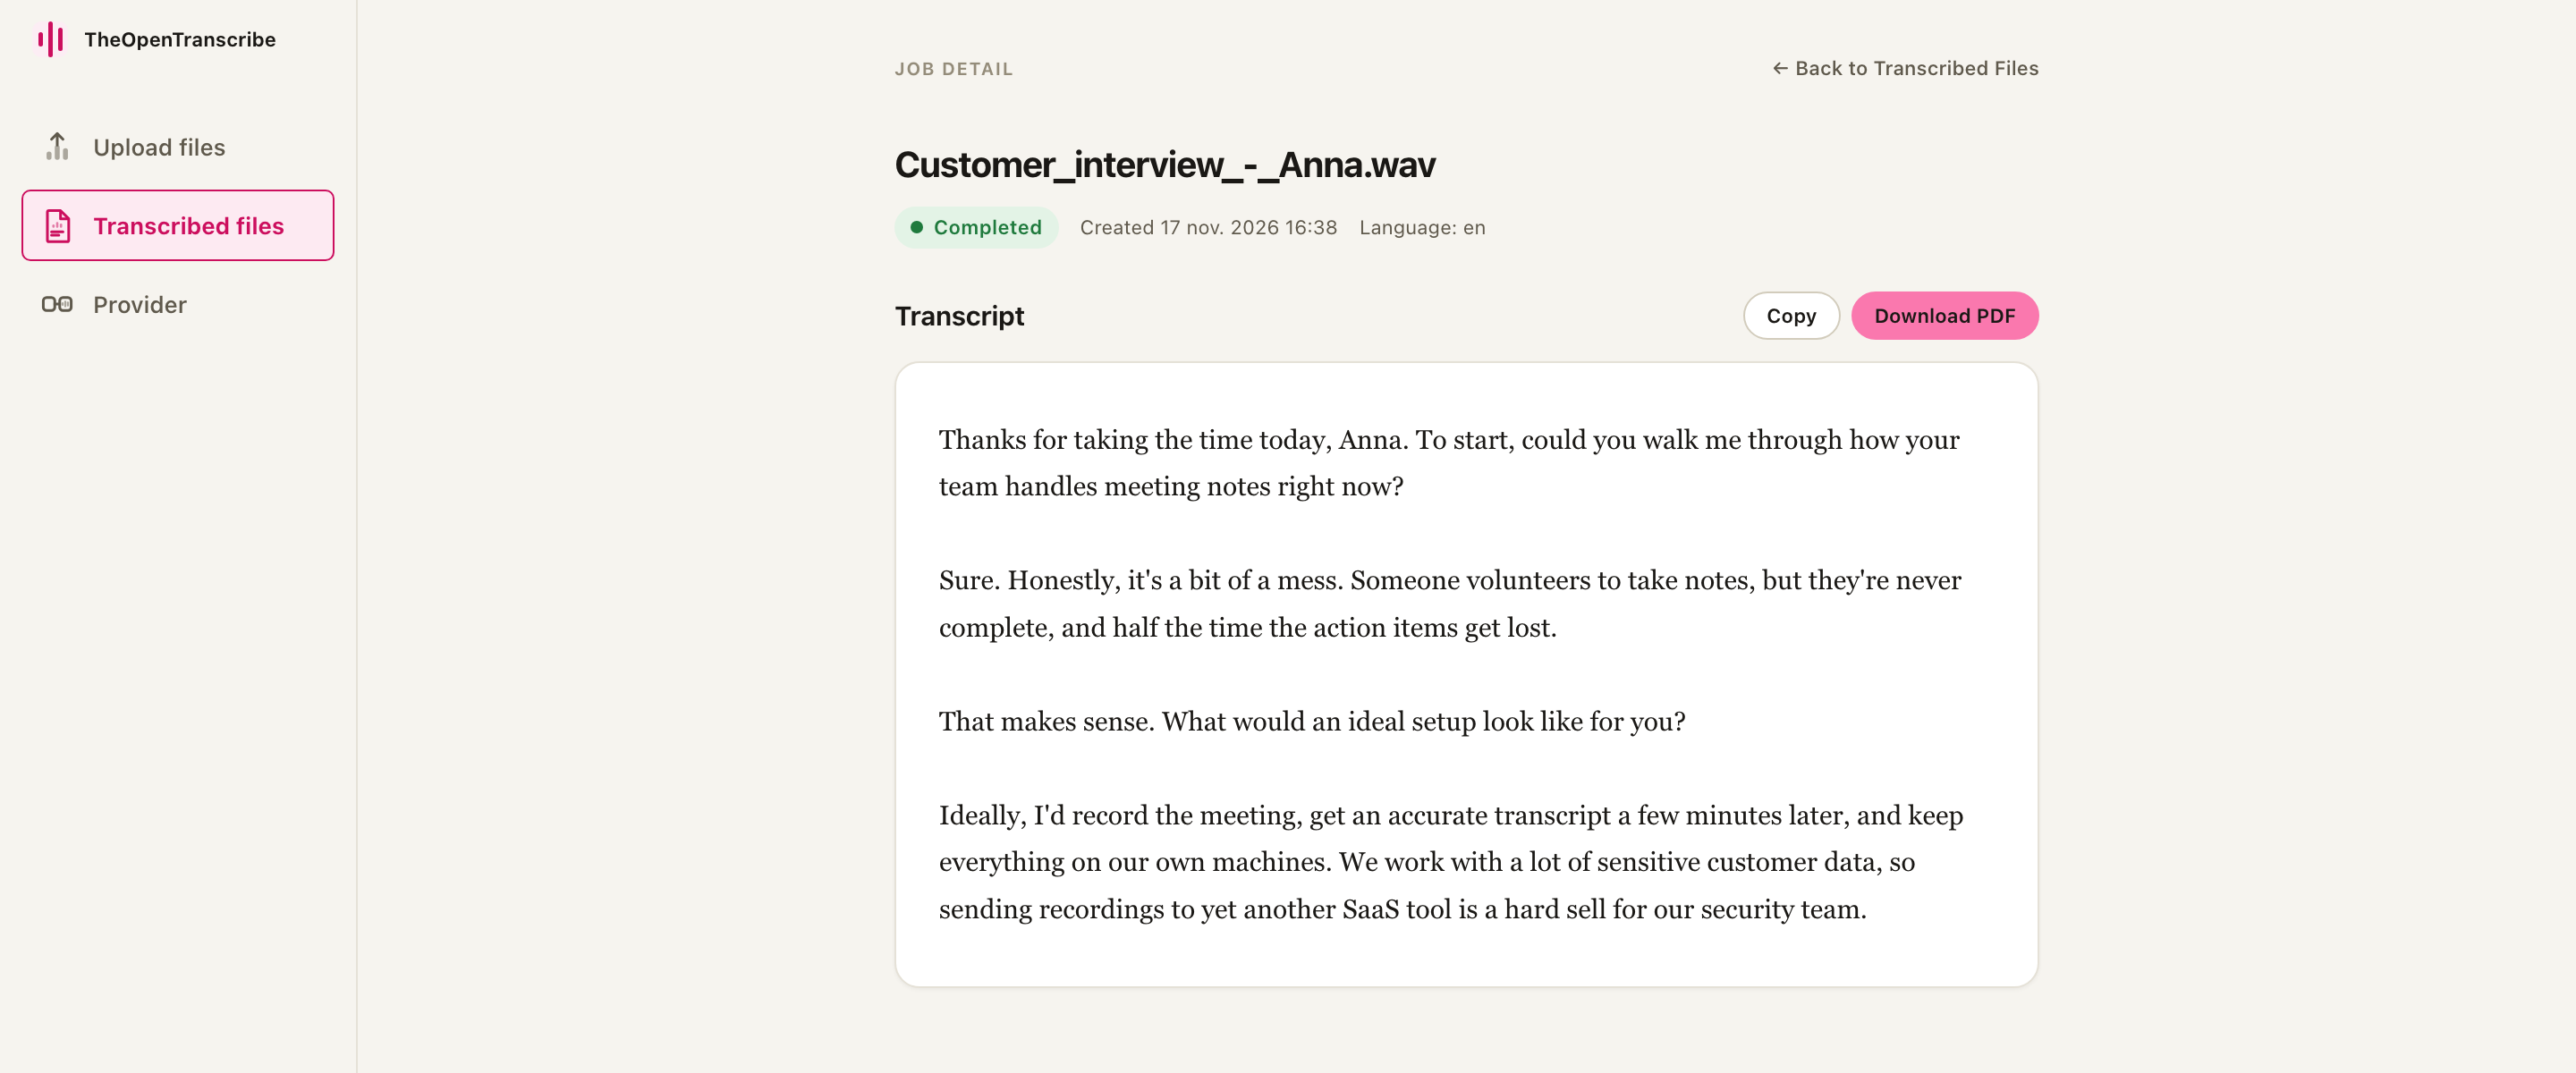 TheOpenTranscribe
Upload files
Transcribed files
Provider
JOB DETAIL
← Back to Transcribed Files
Customer_interview_-_Anna.wav
Completed
Created 17 nov. 2026 16:38
Language: en
Transcript
Copy
Download PDF
Thanks for taking the time today, Anna. To start, could you walk me through how your
team handles meeting notes right now?
Sure. Honestly, it's a bit of a mess. Someone volunteers to take notes, but they're never
complete, and half the time the action items get lost.
That makes sense. What would an ideal setup look like for you?
Ideally, I'd record the meeting, get an accurate transcript a few minutes later, and keep
everything on our own machines. We work with a lot of sensitive customer data, so
sending recordings to yet another SaaS tool is a hard sell for our security team.